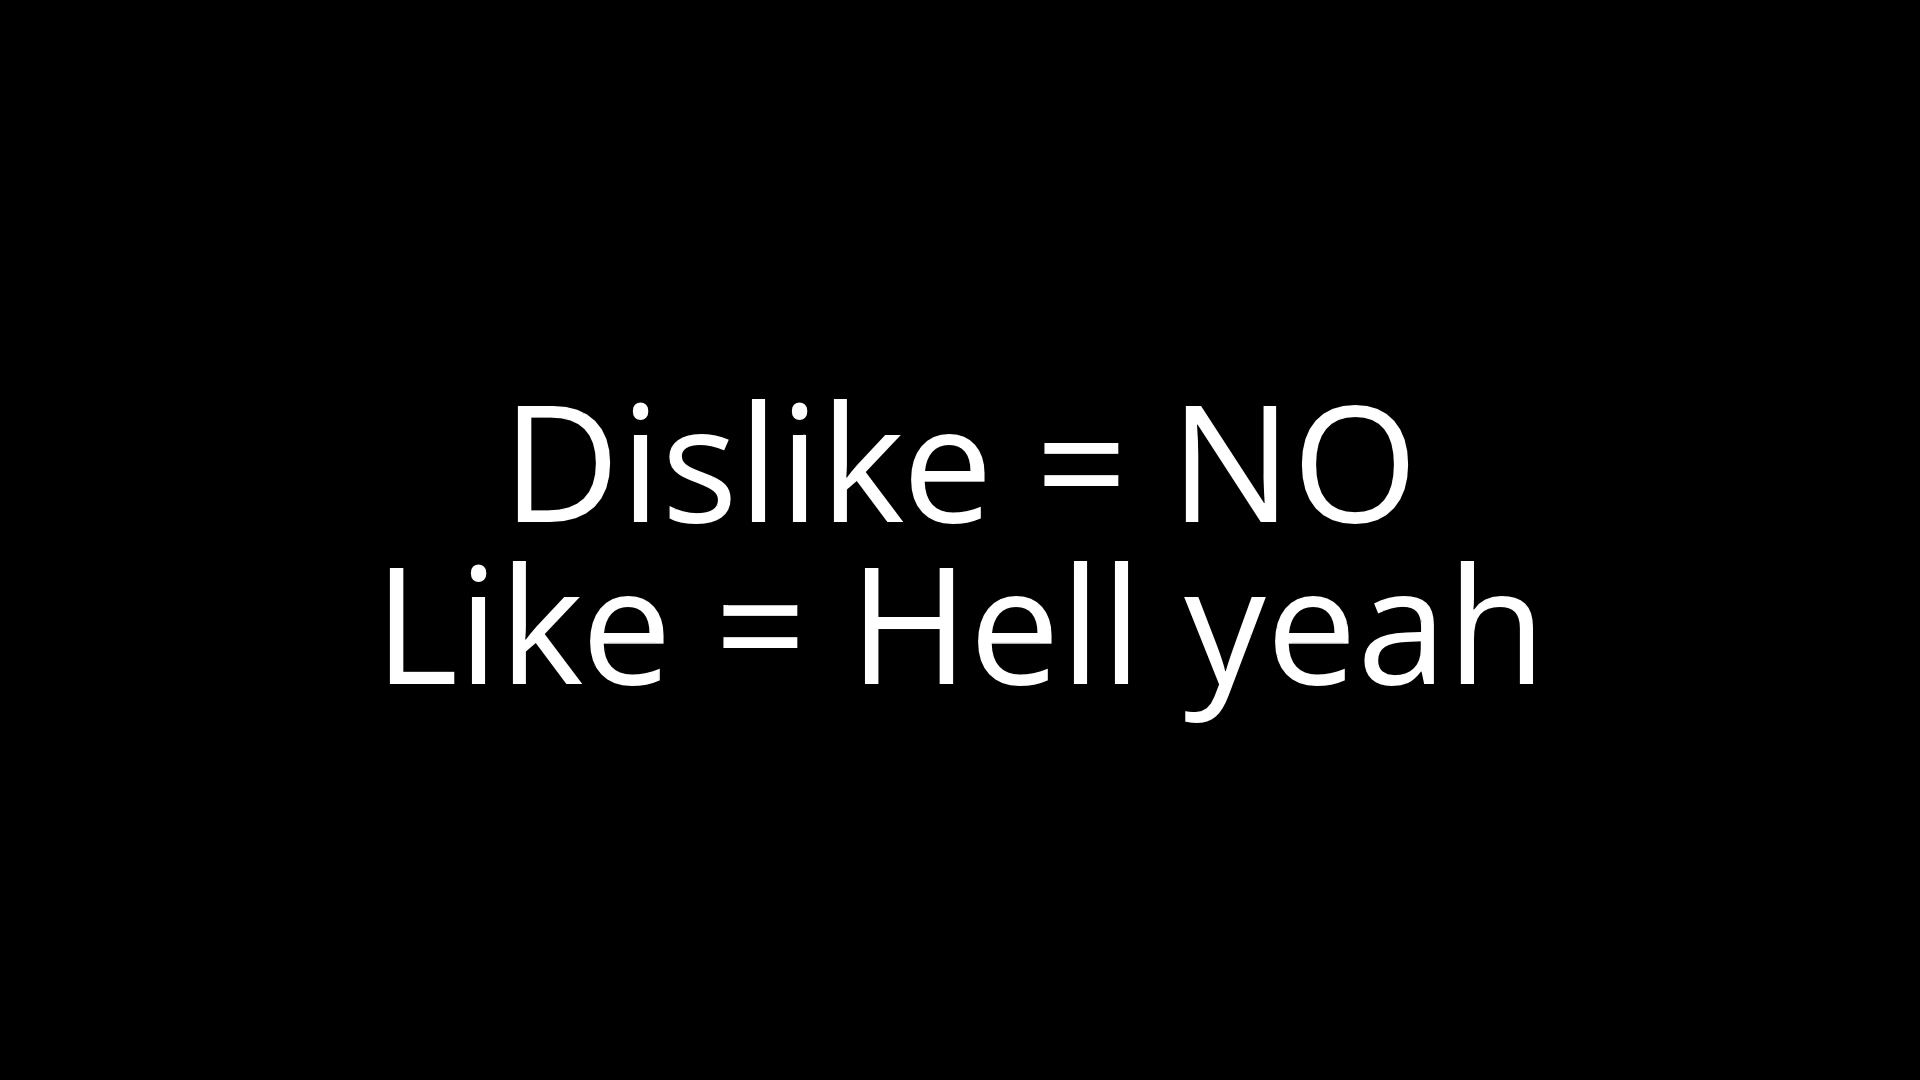 Dislike = NO
Like = Hell yeah